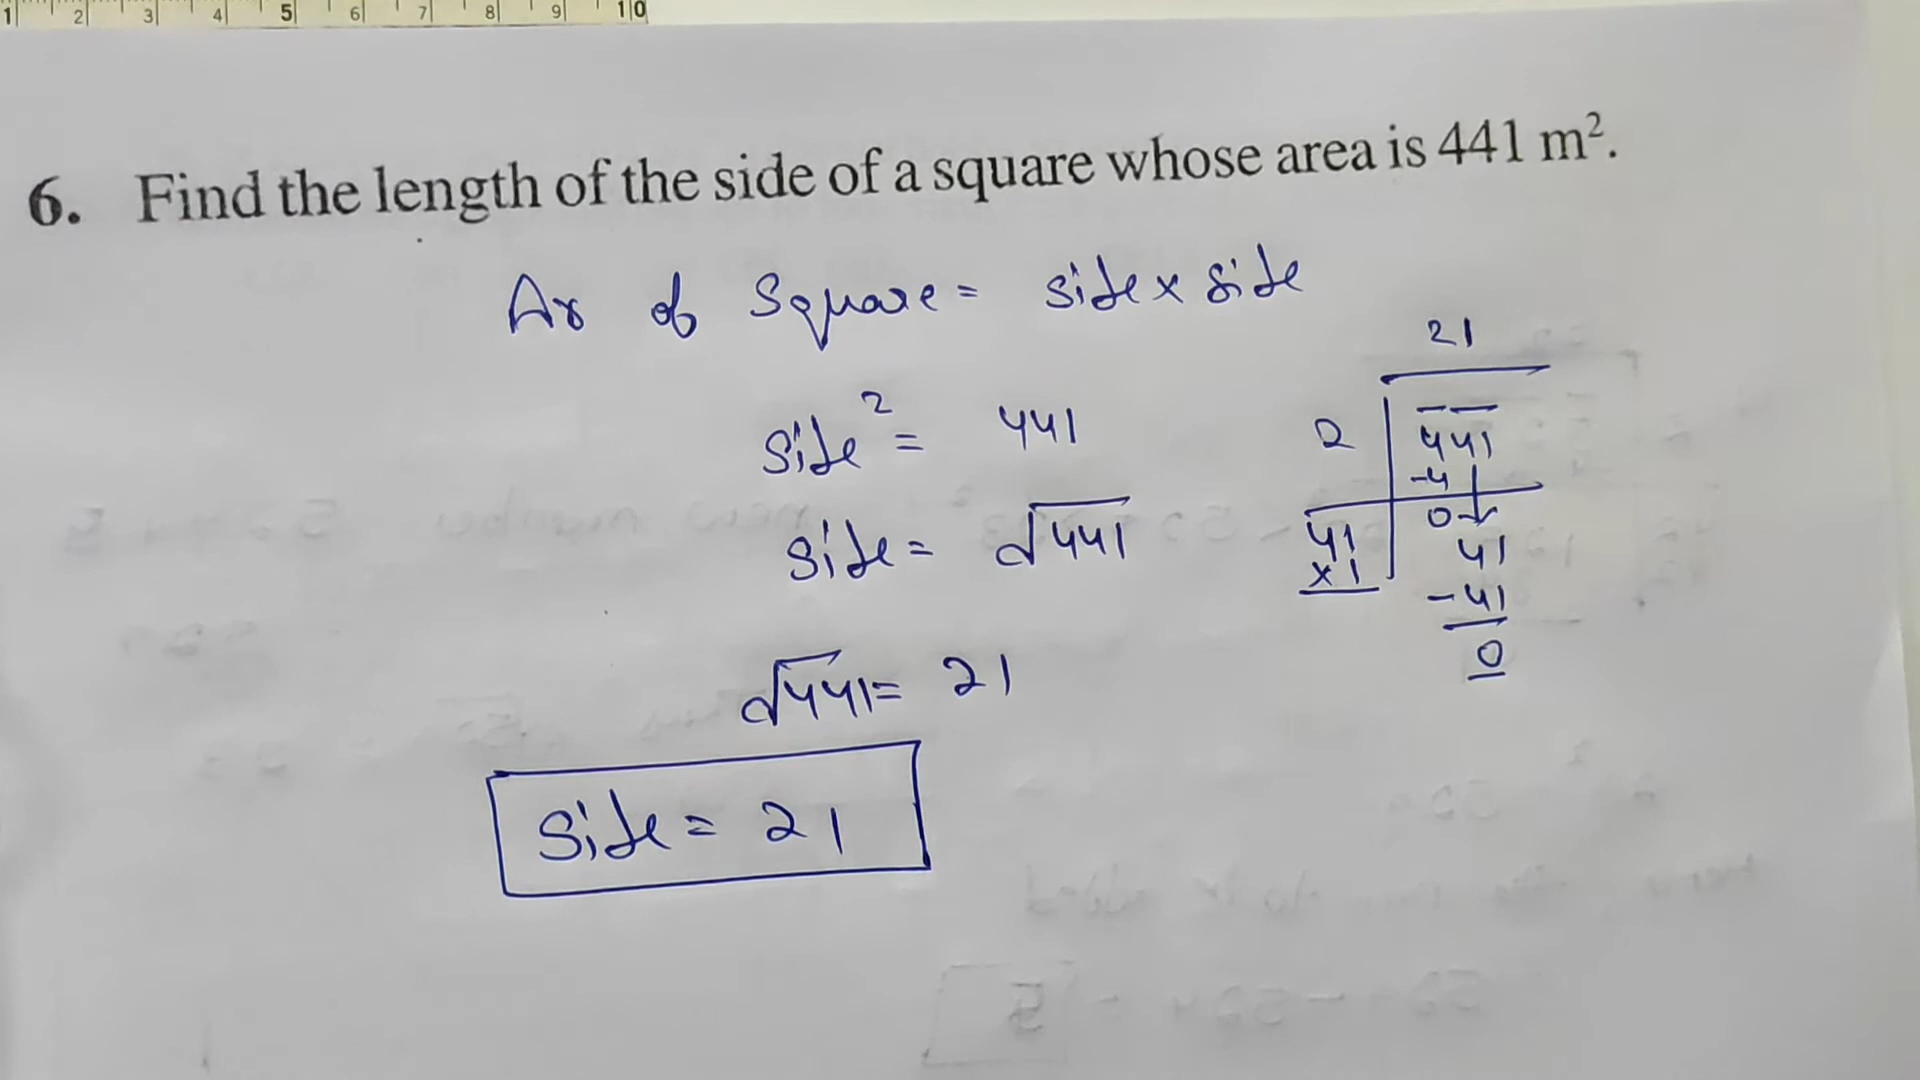 1 2 3 4 5 6 7 8 9 10
6. Find the length of the side of a square whose area is 441 m².
Ar of Square = side x side
side² = 441
side = √441
√441 = 21
Side = 21
21
2 441
-4
0
41 41
x1
-41
0